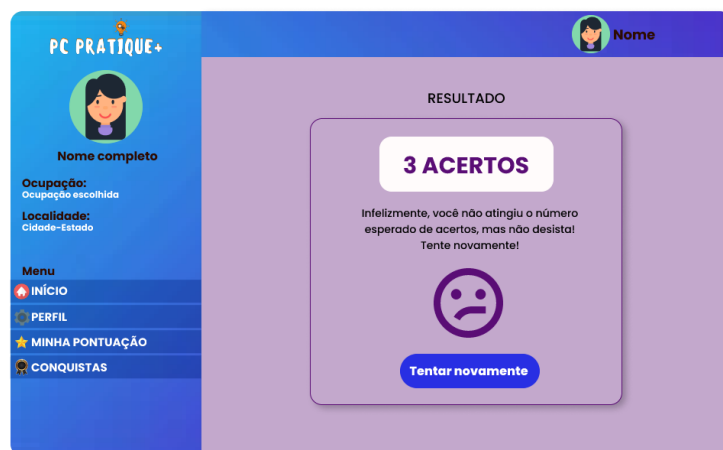 PC PRATIQUE+
Nome completo
Ocupação:
Ocupação escolhida
Localidade:
Cidade-Estado
Menu
INÍCIO
PERFIL
MINHA PONTUAÇÃO
CONQUISTAS
Nome
RESULTADO
3 ACERTOS
Infelizmente, você não atingiu o número
esperado de acertos, mas não desista!
Tente novamente!
Tentar novamente